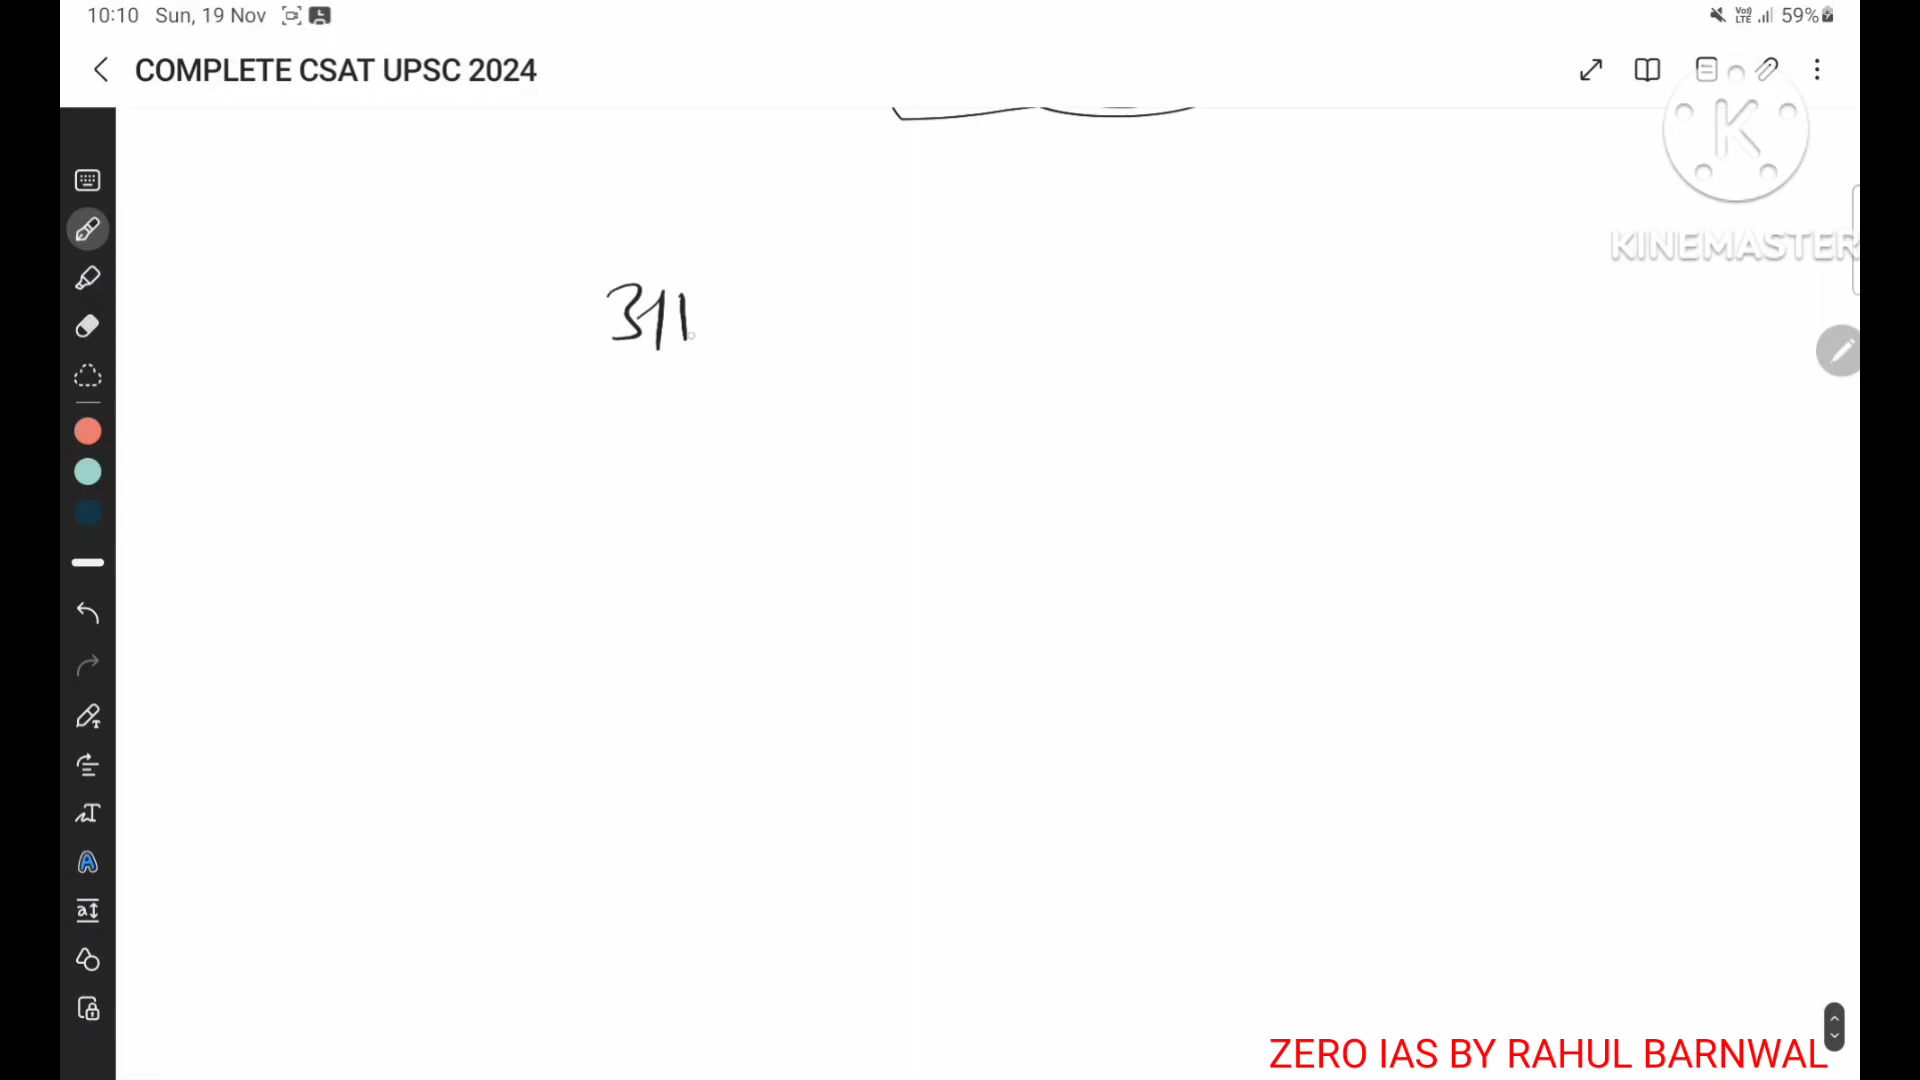 10:10 Sun, 19 Nov 59%
COMPLETE CSAT UPSC 2024
K
KINEMASTER
311
ZERO IAS BY RAHUL BARNWAL